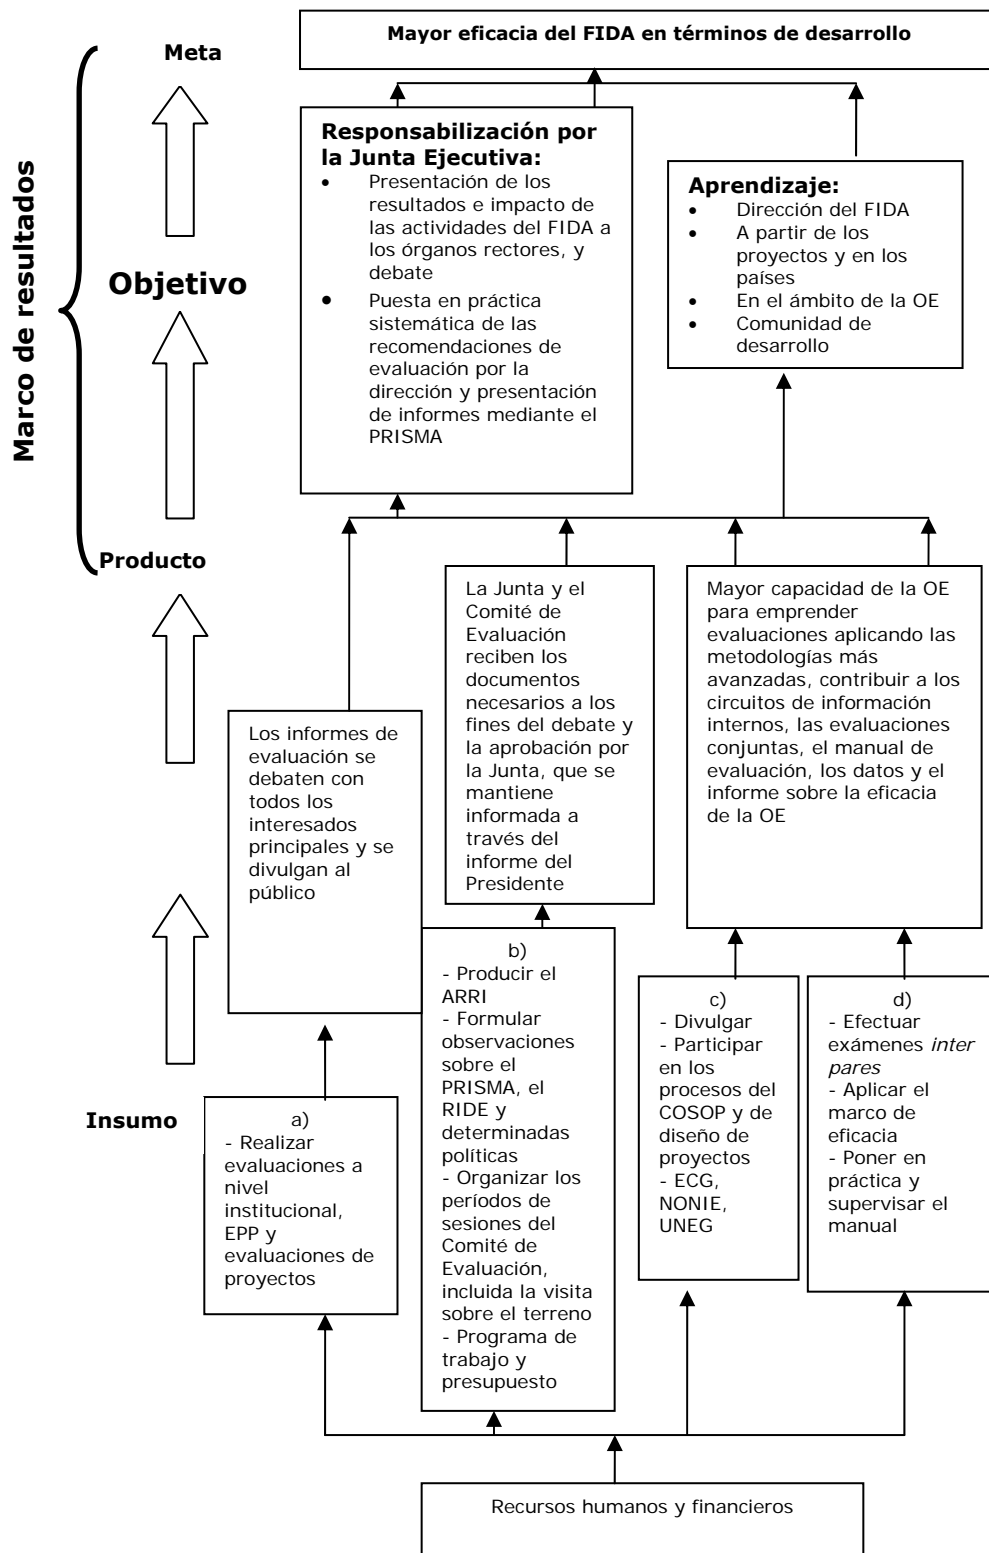 Mayor eficacia del FIDA en términos de desarrollo
Meta
Marco de resultados
Responsabilización por
la Junta Ejecutiva:
• Presentación de los
resultados e impacto de
las actividades del FIDA a
los órganos rectores, y
debate
• Puesta en práctica
sistemática de las
recomendaciones de
evaluación por la
dirección y presentación
de informes mediante el
PRISMA
Aprendizaje:
• Dirección del FIDA
• A partir de los
proyectos y en los
países
• En el ámbito de la OE
• Comunidad de
desarrollo
Objetivo
Producto
Los informes de
evaluación se
debaten con
todos los
interesados
principales y se
divulgan al
público
La Junta y el
Comité de
Evaluación
reciben los
documentos
necesarios a los
fines del debate y
la aprobación por
la Junta, que se
mantiene
informada a
través del
informe del
Presidente
Mayor capacidad de la OE
para emprender
evaluaciones aplicando las
metodologías más
avanzadas, contribuir a los
circuitos de información
internos, las evaluaciones
conjuntas, el manual de
evaluación, los datos y el
informe sobre la eficacia
de la OE
Insumo
a)
- Realizar
evaluaciones a
nivel
institucional,
EPP y
evaluaciones de
proyectos
b)
- Producir el
ARRI
- Formular
observaciones
sobre el
PRISMA, el
RIDE y
determinadas
políticas
- Organizar los
períodos de
sesiones del
Comité de
Evaluación,
incluida la visita
sobre el terreno
- Programa de
trabajo y
presupuesto
c)
- Divulgar
- Participar
en los
procesos del
COSOP y de
diseño de
proyectos
- ECG,
NONIE,
UNEG
d)
- Efectuar
exámenes inter
pares
- Aplicar el
marco de
eficacia
- Poner en
práctica y
supervisar el
manual
Recursos humanos y financieros